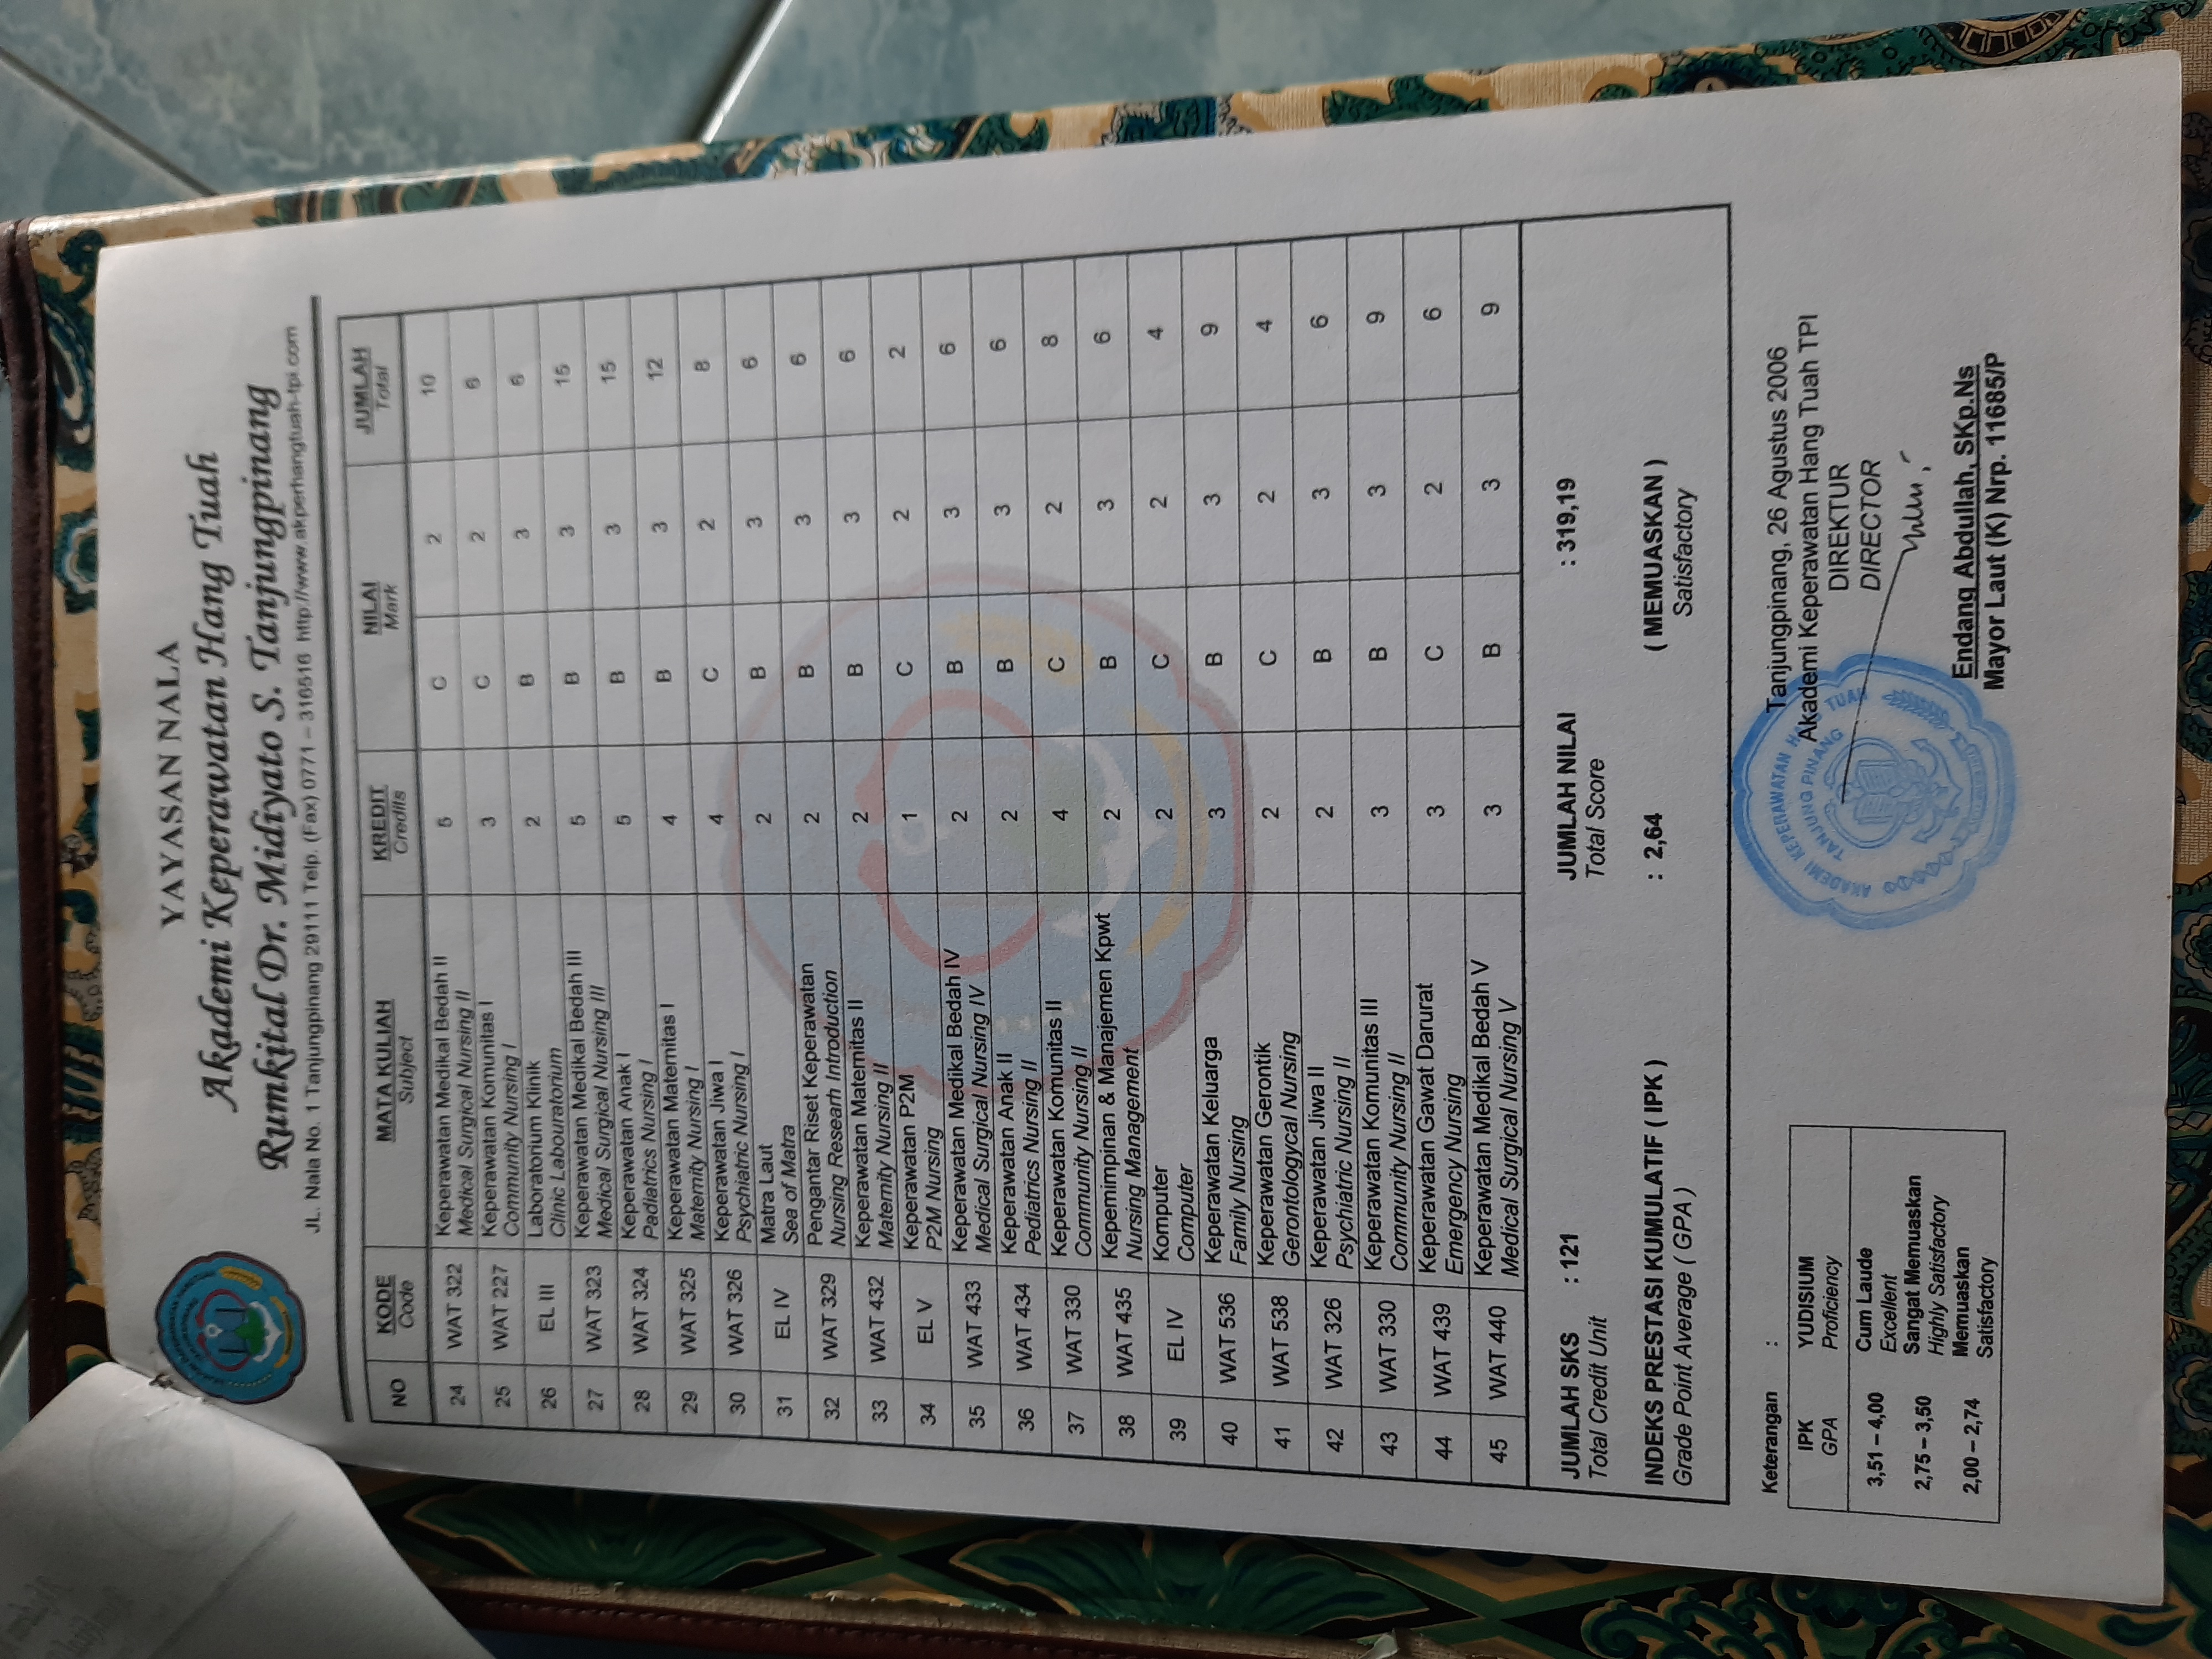 YAYASAN NALA
Akademi Keperawatan Hang Tuah
Rumkital Dr. Midiyato S. Tanjungpinang
JL. Nala No. 1 Tanjungpinang 29111 Telp. (Fax) 0771 – 316516 http://www.akperhangtuah-tpi.com
NO KODE MATA KULIAH KREDIT NILAI JUMLAH
Code Subject Credits Mark Total
24 WAT 322 Keperawatan Medikal Bedah II 5 C 2 10
Medical Surgical Nursing II
25 WAT 227 Keperawatan Komunitas I 3 C 2 6
Community Nursing I
26 EL III Laboratorium Klinik 2 B 3 6
Clinic Labouratorium
27 WAT 323 Keperawatan Medikal Bedah III 5 B 3 15
Medical Surgical Nursing III
28 WAT 324 Keperawatan Anak I 5 B 3 15
Padiatrics Nursing I
29 WAT 325 Keperawatan Maternitas I 4 B 3 12
Maternity Nursing I
30 WAT 326 Keperawatan Jiwa I 4 C 2 8
Psychiatric Nursing I
31 EL IV Matra Laut 2 B 3 6
Sea of Matra
32 WAT 329 Pengantar Riset Keperawatan 2 B 3 6
Nursing Researh Introduction
33 WAT 432 Keperawatan Maternitas II 2 B 3 6
Maternity Nursing II
34 EL V Keperawatan P2M 1 C 2 2
P2M Nursing
35 WAT 433 Keperawatan Medikal Bedah IV 2 B 3 6
Medical Surgical Nursing IV
36 WAT 434 Keperawatan Anak II 2 B 3 6
Pediatrics Nursing II
37 WAT 330 Keperawatan Komunitas II 4 C 2 8
Community Nursing II
38 WAT 435 Kepemimpinan & Manajemen Kpwt 2 B 3 6
Nursing Management
39 EL IV Komputer 2 C 2 4
Computer
40 WAT 536 Keperawatan Keluarga 3 B 3 9
Family Nursing
41 WAT 538 Keperawatan Gerontik 2 C 2 4
Gerontologycal Nursing
42 WAT 326 Keperawatan Jiwa II 2 B 3 6
Psychiatric Nursing II
43 WAT 330 Keperawatan Komunitas III 3 B 3 9
Community Nursing II
44 WAT 439 Keperawatan Gawat Darurat 3 C 2 6
Emergency Nursing
45 WAT 440 Keperawatan Medikal Bedah V 3 B 3 9
Medical Surgical Nursing V
JUMLAH SKS : 121 JUMLAH NILAI : 319,19
Total Credit Unit Total Score
INDEKS PRESTASI KUMULATIF ( IPK ) : 2,64 ( MEMUASKAN )
Grade Point Average ( GPA ) Satisfactory
Keterangan :
IPK YUDISIUM
GPA Proficiency
3,51 – 4,00 Cum Laude
Excellent
2,75 – 3,50 Sangat Memuaskan
Highly Satisfactory
2,00 – 2,74 Memuaskan
Satisfactory
AKADEMI KEPERAWATAN HANG TUAH
TANJUNG PINANG
Tanjungpinang, 26 Agustus 2006
Akademi Keperawatan Hang Tuah TPI
DIREKTUR
DIRECTOR
Endang Abdullah, SKp.Ns
Mayor Laut (K) Nrp. 11685/P